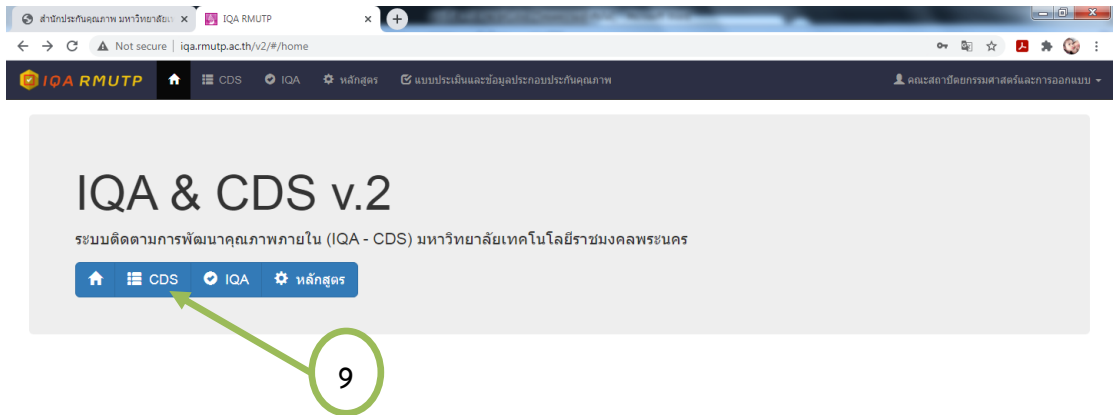 สำนักประกันคุณภาพ มหาวิทยาลัยเ
IQA RMUTP
Not secure | iqa.rmutp.ac.th/v2/#/home
IQA RMUTP CDS IQA หลักสูตร แบบประเมินและข้อมูลประกอบประกันคุณภาพ คณะสถาปัตยกรรมศาสตร์และการออกแบบ
IQA & CDS v.2
ระบบติดตามการพัฒนาคุณภาพภายใน (IQA - CDS) มหาวิทยาลัยเทคโนโลยีราชมงคลพระนคร
CDS IQA หลักสูตร
9